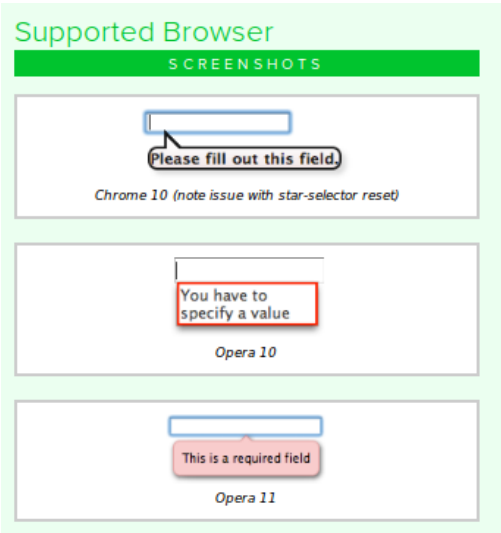 Supported Browser
SCREENSHOTS
Please fill out this field.
Chrome 10 (note issue with star-selector reset)
You have to
specify a value
Opera 10
This is a required field
Opera 11